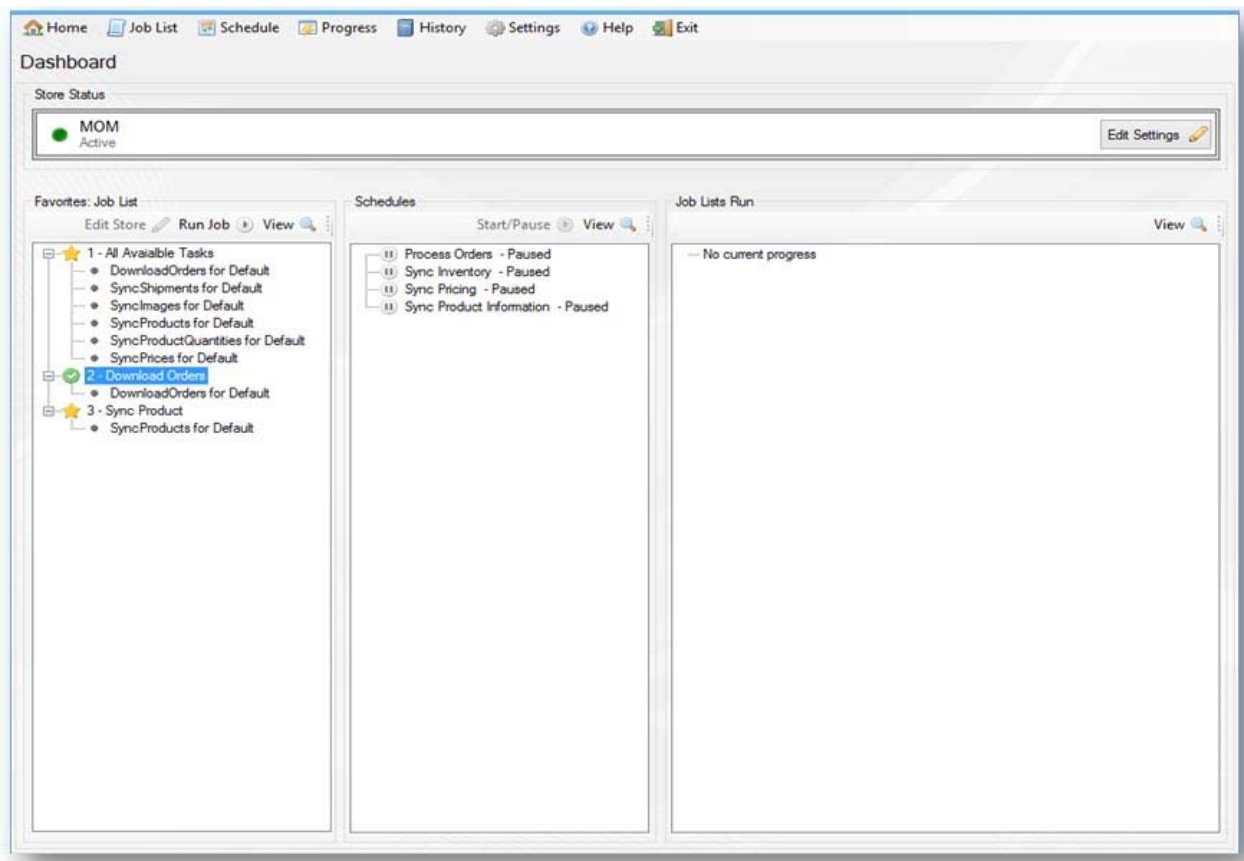 Home Job List Schedule Progress History Settings Help Exit
Dashboard
Store Status
MOM
Active
Edit Settings
Favorites: Job List
Edit Store Run Job View
1 - All Avaialble Tasks
DownloadOrders for Default
SyncShipments for Default
SyncImages for Default
SyncProducts for Default
SyncProductQuantities for Default
SyncPrices for Default
2 - Download Orders
DownloadOrders for Default
3 - Sync Product
SyncProducts for Default
Schedules
Start/Pause View
Process Orders - Paused
Sync Inventory - Paused
Sync Pricing - Paused
Sync Product Information - Paused
Job Lists Run
View
No current progress